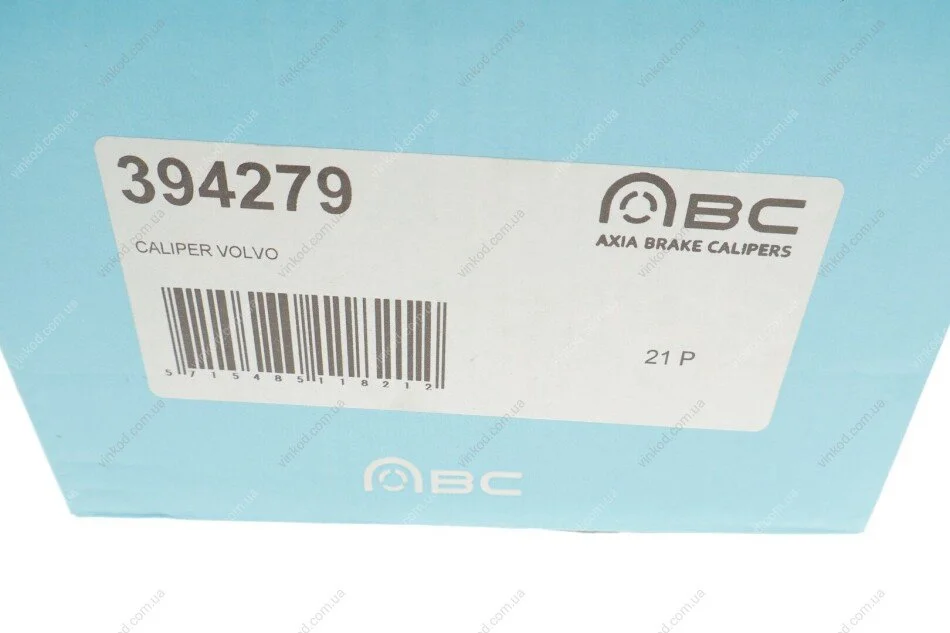 394279
ABC
AXIA BRAKE CALIPERS
CALIPER VOLVO
21 P
5715485118212
ABC
vinkod.com.ua